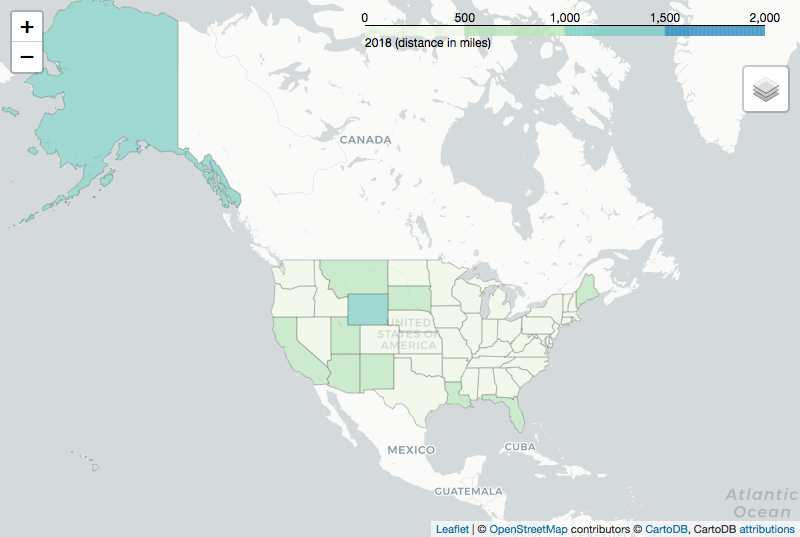 +
−
0 500 1,000 1,500 2,000
2018 (distance in miles)
CANADA
UNITED
STATES OF
AMERICA
MEXICO
CUBA
GUATEMALA
Atlantic
Ocean
Leaflet | © OpenStreetMap contributors © CartoDB, CartoDB attributions